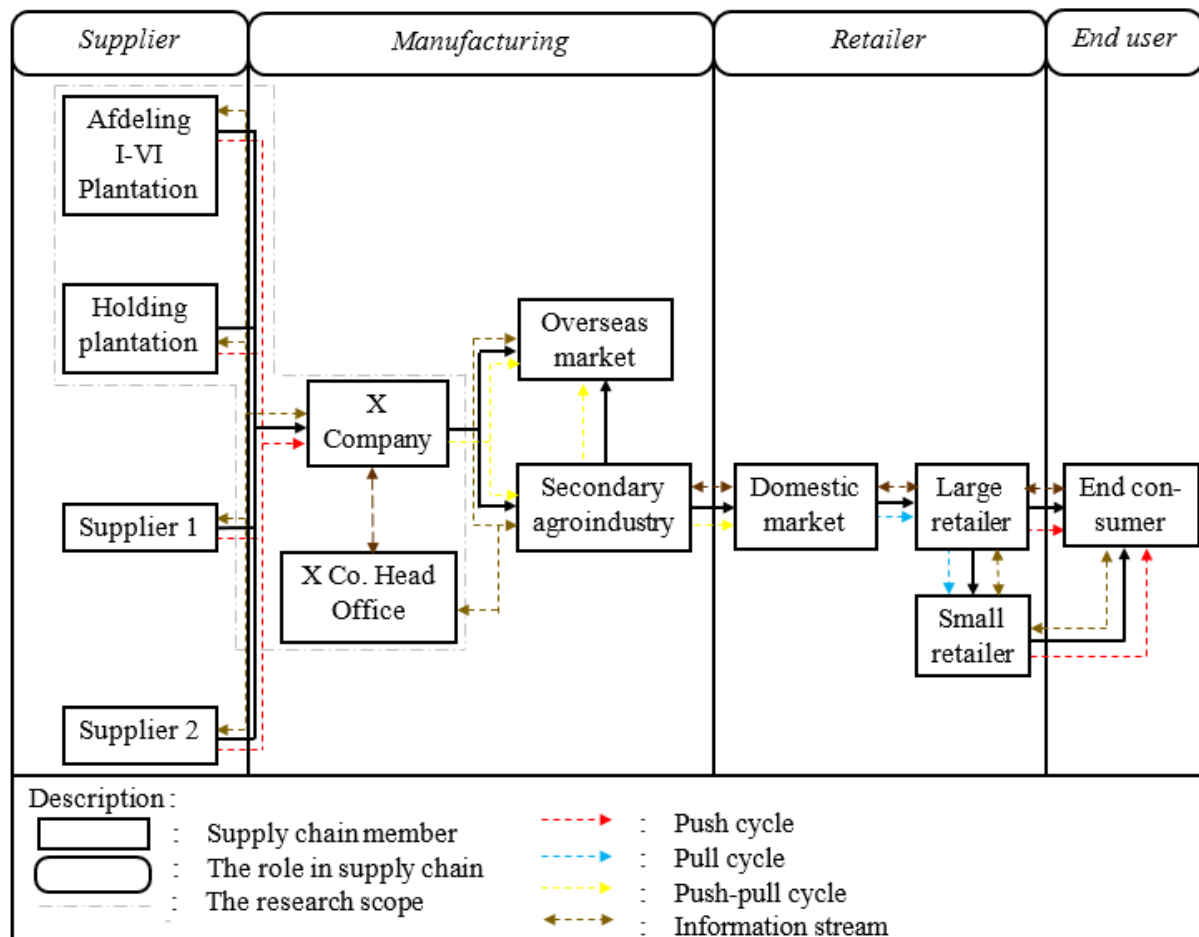 Supplier
Manufacturing
Retailer
End user
Afdeling
I-VI
Plantation
Holding
plantation
Overseas
market
X
Company
Supplier 1
Secondary
agroindustry
Domestic
market
Large
retailer
End con-
sumer
X Co. Head
Office
Small
retailer
Supplier 2
Description :
: Supply chain member
: The role in supply chain
: The research scope
: Push cycle
: Pull cycle
: Push-pull cycle
: Information stream